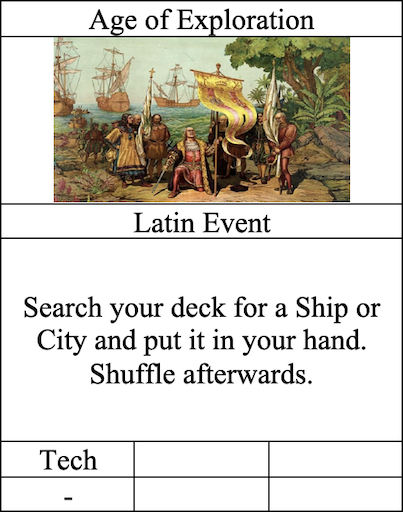 Age of Exploration
Latin Event
Search your deck for a Ship or
City and put it in your hand.
Shuffle afterwards.
Tech
-